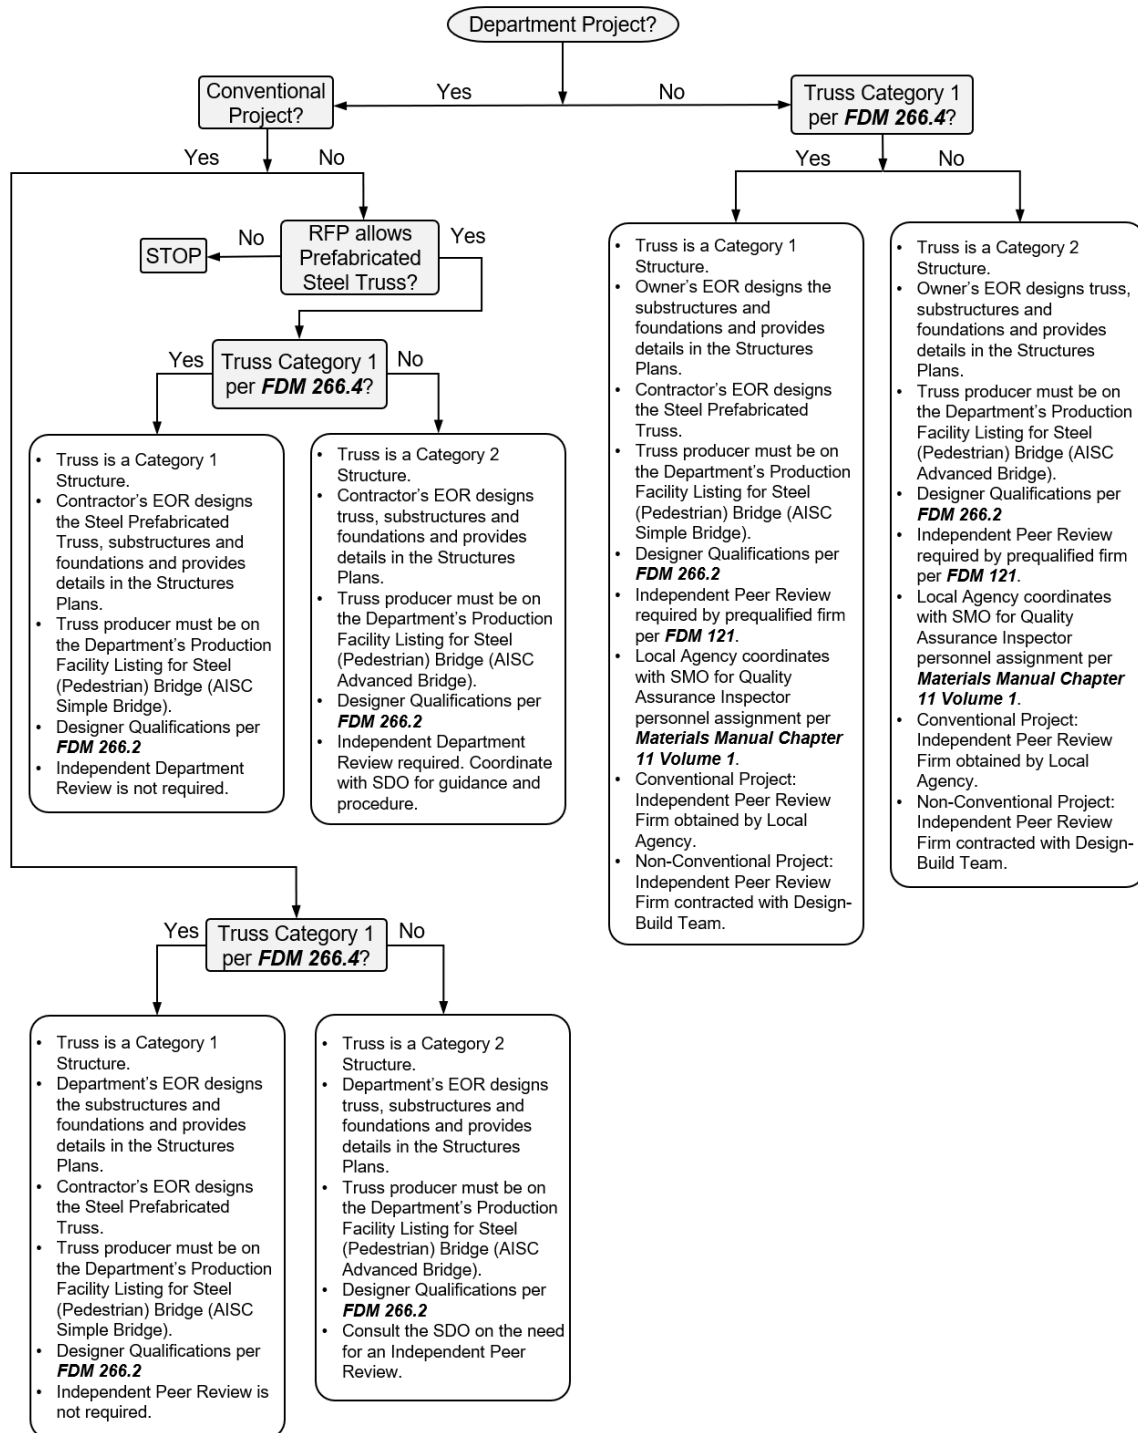 Department Project?
Yes
No
Conventional
Project?
Truss Category 1
per FDM 266.4?
Yes
No
Yes
No
RFP allows
Prefabricated
Steel Truss?
No
Yes
STOP
Truss Category 1
per FDM 266.4?
Yes
No
• Truss is a Category 1
Structure.
• Contractor's EOR designs
the Steel Prefabricated
Truss, substructures and
foundations and provides
details in the Structures
Plans.
• Truss producer must be on
the Department's Production
Facility Listing for Steel
(Pedestrian) Bridge (AISC
Simple Bridge).
• Designer Qualifications per
FDM 266.2
• Independent Department
Review is not required.
• Truss is a Category 2
Structure.
• Contractor's EOR designs
truss, substructures and
foundations and provides
details in the Structures
Plans.
• Truss producer must be on
the Department's Production
Facility Listing for Steel
(Pedestrian) Bridge (AISC
Advanced Bridge).
• Designer Qualifications per
FDM 266.2
• Independent Department
Review required. Coordinate
with SDO for guidance and
procedure.
• Truss is a Category 1
Structure.
• Owner's EOR designs the
substructures and
foundations and provides
details in the Structures
Plans.
• Contractor's EOR designs
the Steel Prefabricated
Truss.
• Truss producer must be on
the Department's Production
Facility Listing for Steel
(Pedestrian) Bridge (AISC
Simple Bridge).
• Designer Qualifications per
FDM 266.2
• Independent Peer Review
required by prequalified firm
per FDM 121.
• Local Agency coordinates
with SMO for Quality
Assurance Inspector
personnel assignment per
Materials Manual Chapter
11 Volume 1.
• Conventional Project:
Independent Peer Review
Firm obtained by Local
Agency.
• Non-Conventional Project:
Independent Peer Review
Firm contracted with Design-
Build Team.
• Truss is a Category 2
Structure.
• Owner's EOR designs truss,
substructures and
foundations and provides
details in the Structures
Plans.
• Truss producer must be on
the Department's Production
Facility Listing for Steel
(Pedestrian) Bridge (AISC
Advanced Bridge).
• Designer Qualifications per
FDM 266.2
• Independent Peer Review
required by prequalified firm
per FDM 121.
• Local Agency coordinates
with SMO for Quality
Assurance Inspector
personnel assignment per
Materials Manual Chapter
11 Volume 1.
• Conventional Project:
Independent Peer Review
Firm obtained by Local
Agency.
• Non-Conventional Project:
Independent Peer Review
Firm contracted with Design-
Build Team.
Yes
Truss Category 1
per FDM 266.4?
No
• Truss is a Category 1
Structure.
• Department's EOR designs
the substructures and
foundations and provides
details in the Structures
Plans.
• Contractor's EOR designs
the Steel Prefabricated
Truss.
• Truss producer must be on
the Department's Production
Facility Listing for Steel
(Pedestrian) Bridge (AISC
Simple Bridge).
• Designer Qualifications per
FDM 266.2
• Independent Peer Review is
not required.
• Truss is a Category 2
Structure.
• Department's EOR designs
truss, substructures and
foundations and provides
details in the Structures
Plans.
• Truss producer must be on
the Department's Production
Facility Listing for Steel
(Pedestrian) Bridge (AISC
Advanced Bridge).
• Designer Qualifications per
FDM 266.2
• Consult the SDO on the need
for an Independent Peer
Review.